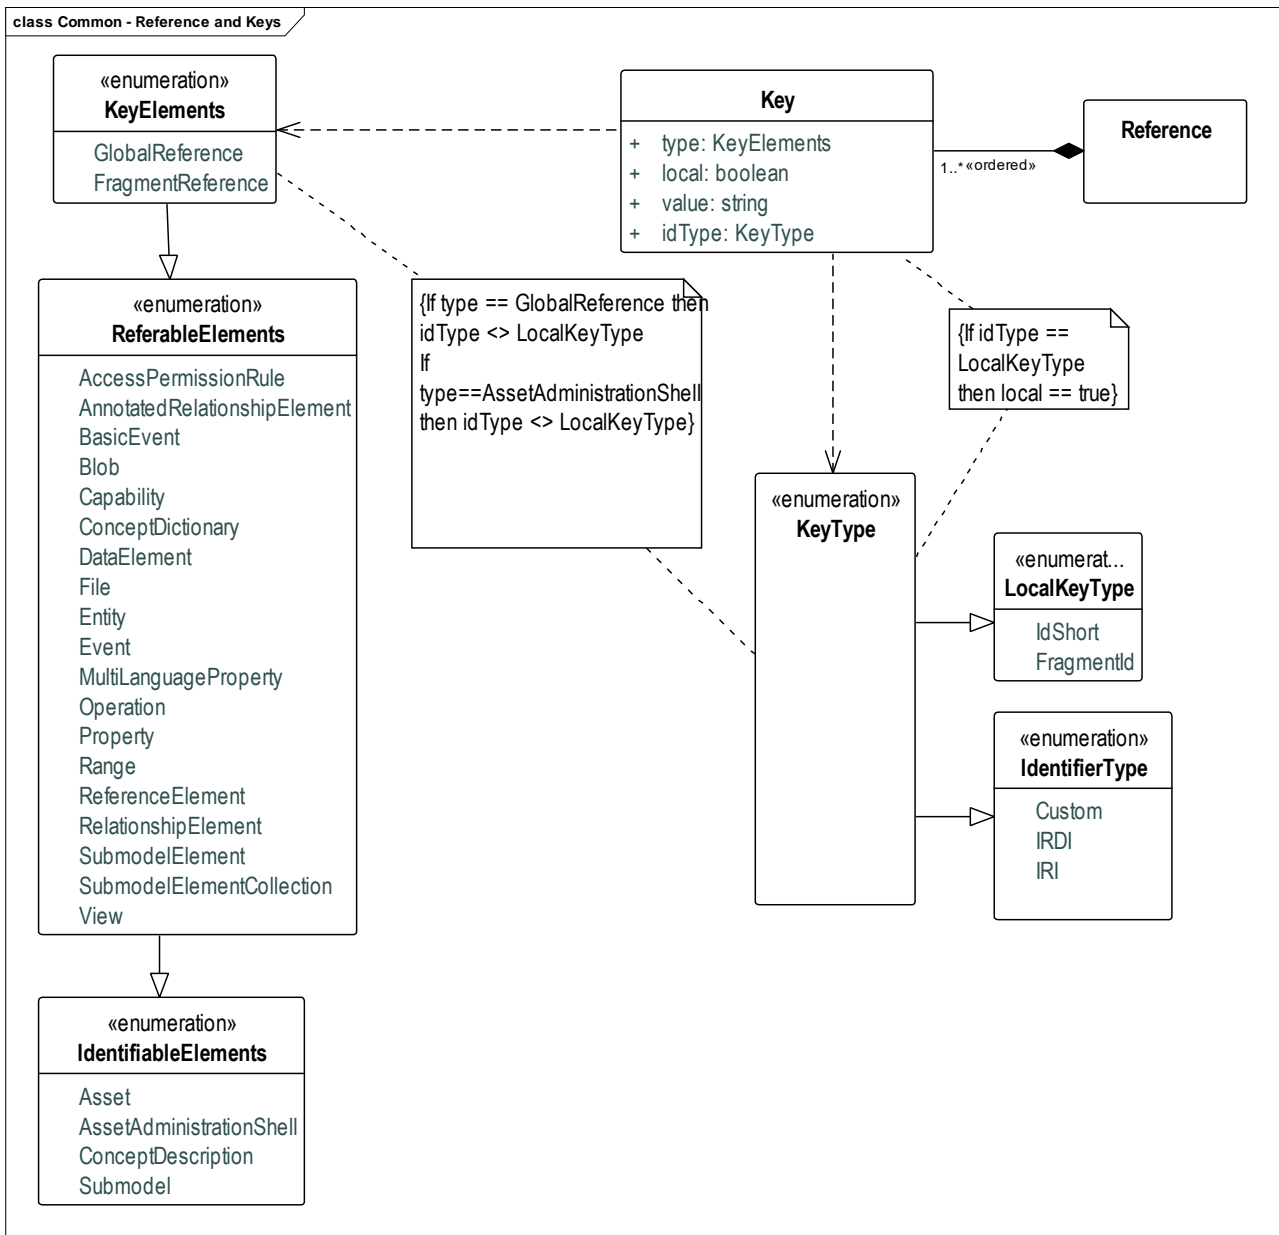 class Common - Reference and Keys
«enumeration»
KeyElements
GlobalReference
FragmentReference
Key
+ type: KeyElements
+ local: boolean
+ value: string
+ idType: KeyType
1..* «ordered»
Reference
«enumeration»
ReferableElements
AccessPermissionRule
AnnotatedRelationshipElement
BasicEvent
Blob
Capability
ConceptDictionary
DataElement
File
Entity
Event
MultiLanguageProperty
Operation
Property
Range
ReferenceElement
RelationshipElement
SubmodelElement
SubmodelElementCollection
View
{If type == GlobalReference then
idType <> LocalKeyType
If
type==AssetAdministrationShell
then idType <> LocalKeyType}
{If idType ==
LocalKeyType
then local == true}
«enumeration»
KeyType
«enumerat...
LocalKeyType
IdShort
FragmentId
«enumeration»
IdentifierType
Custom
IRDI
IRI
«enumeration»
IdentifiableElements
Asset
AssetAdministrationShell
ConceptDescription
Submodel